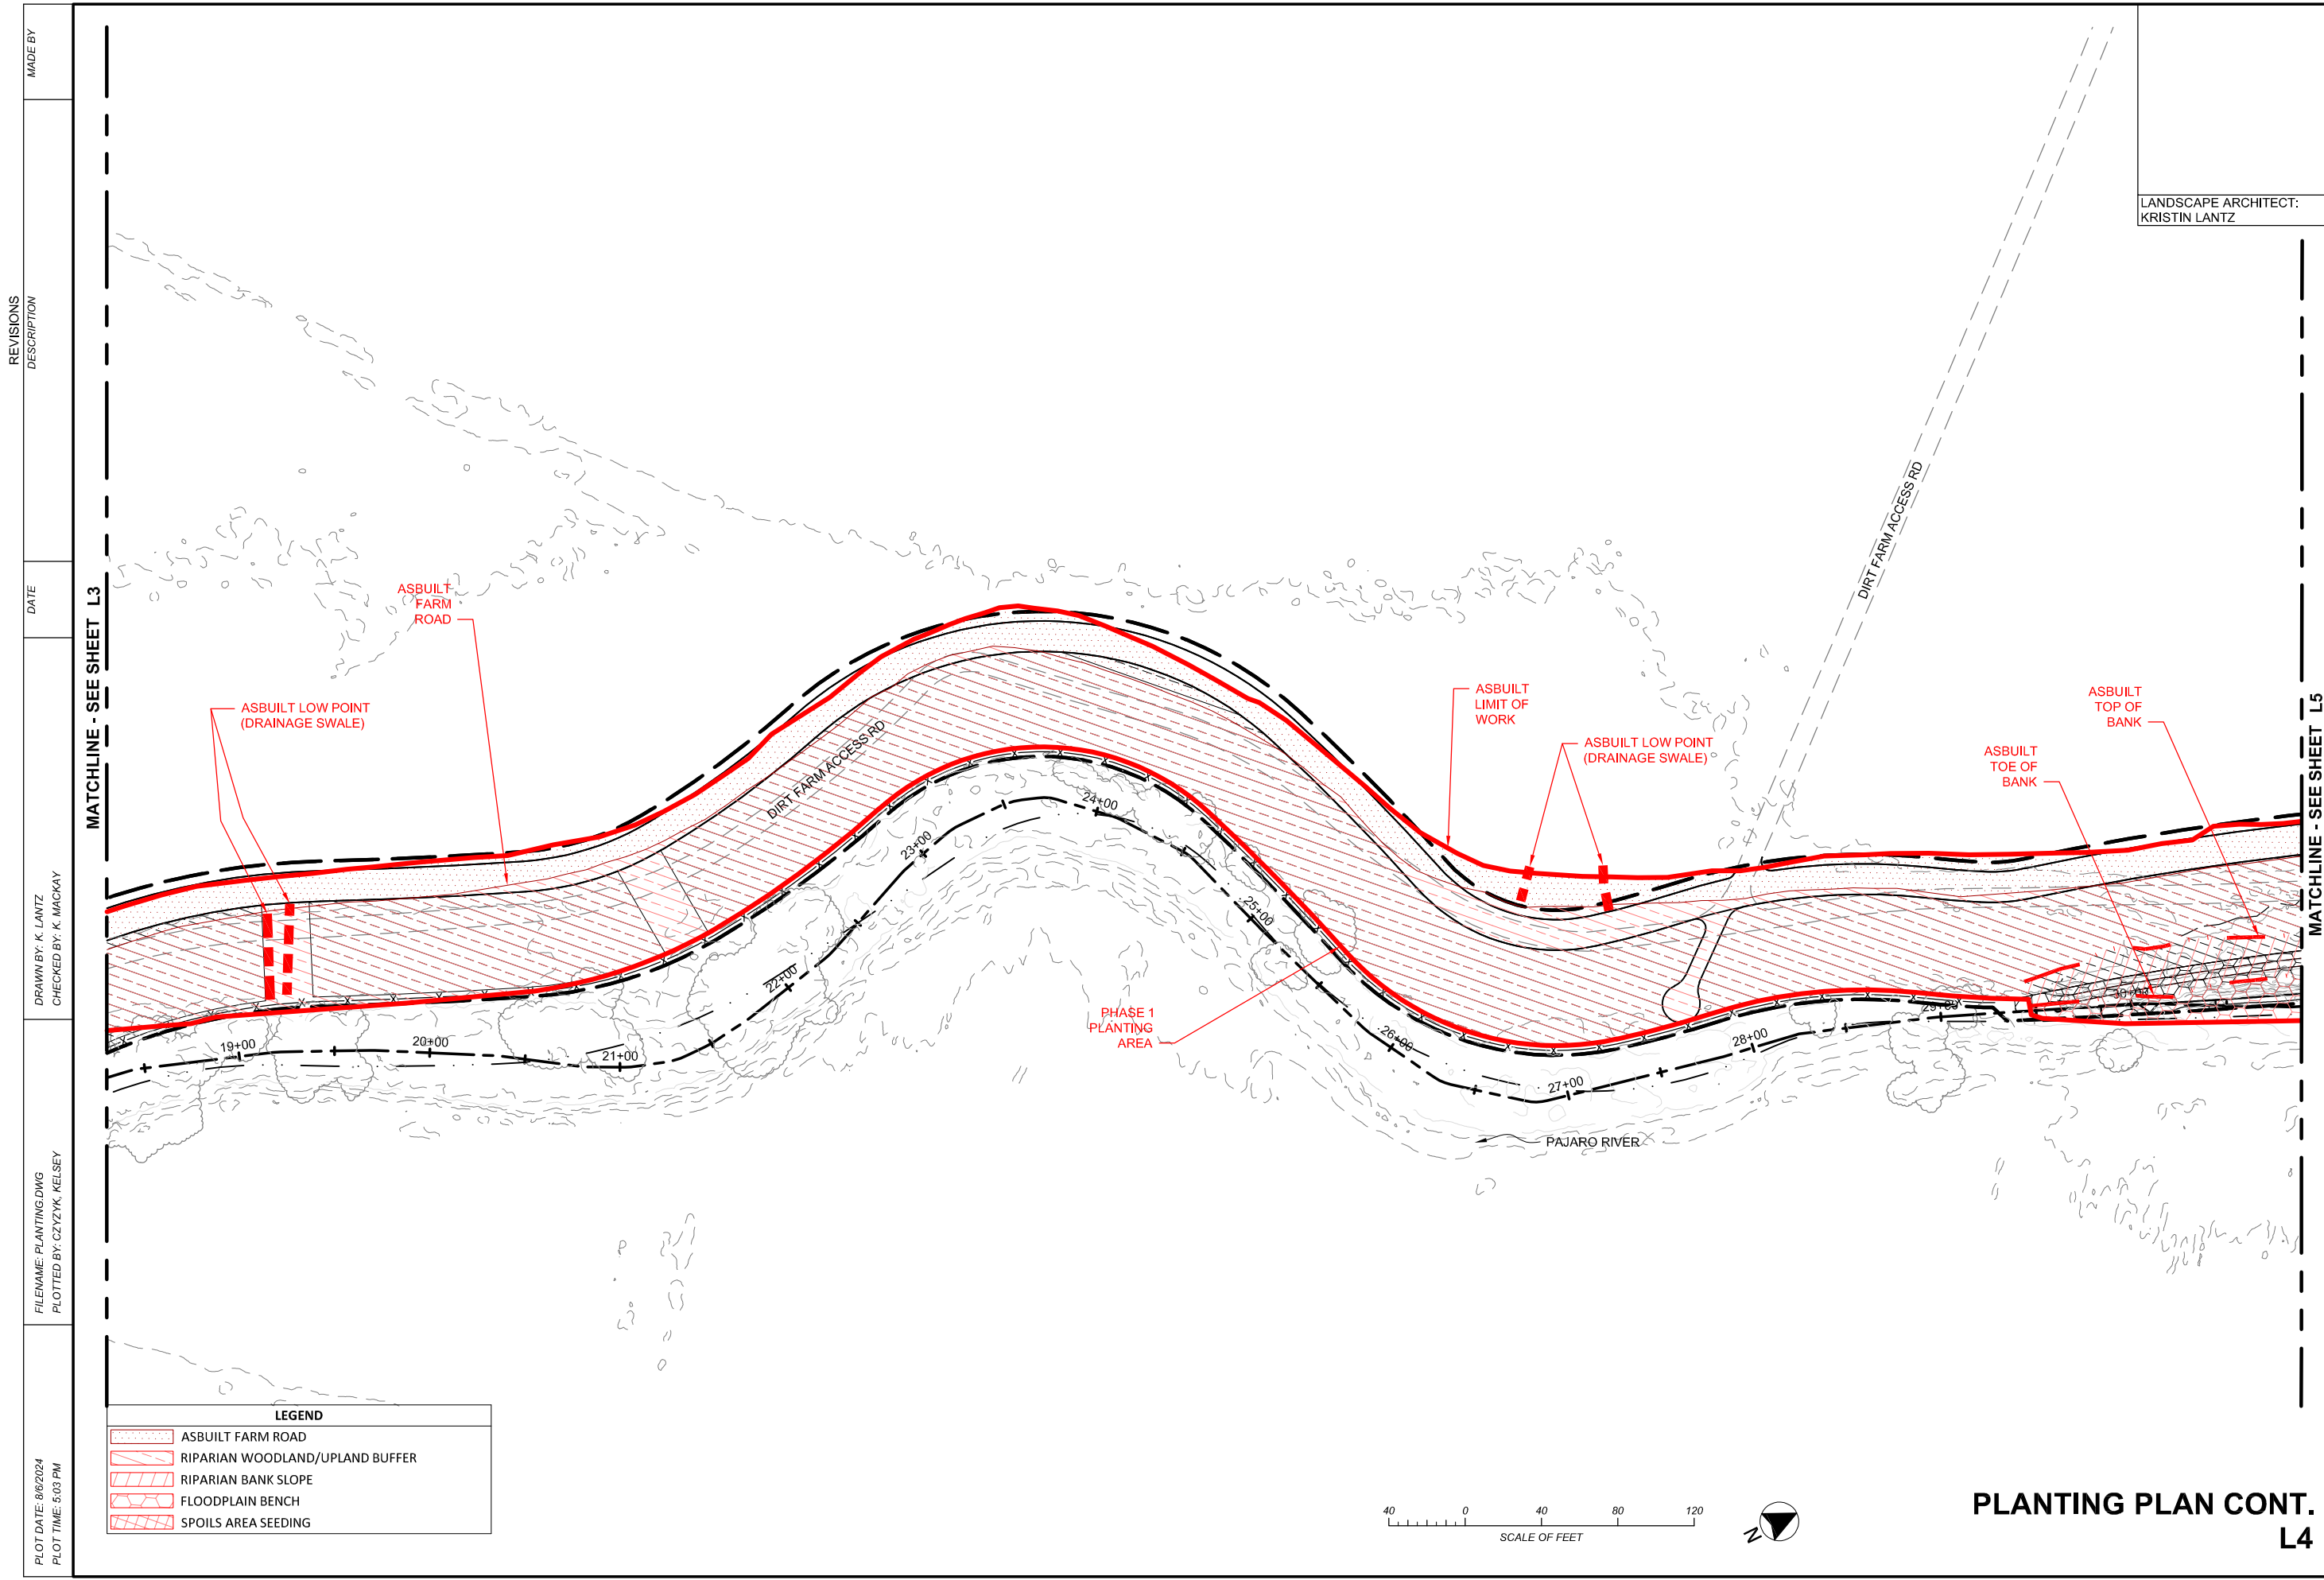 REVISIONS
MADE BY
DESCRIPTION
DATE
DRAWN BY: K. LANTZ
CHECKED BY: K. MACKAY
FILENAME: PLANTING.DWG
PLOTTED BY: CZYZYK, KELSEY
PLOT DATE: 8/6/2024
PLOT TIME: 5:03 PM
LANDSCAPE ARCHITECT:
KRISTIN LANTZ
MATCHLINE - SEE SHEET L3
MATCHLINE - SEE SHEET L5
DIRT FARM ACCESS RD
ASBUILT
FARM
ROAD
ASBUILT LOW POINT
(DRAINAGE SWALE)
DIRT FARM ACCESS RD
ASBUILT
LIMIT OF
WORK
ASBUILT LOW POINT
(DRAINAGE SWALE)
ASBUILT
TOP OF
BANK
ASBUILT
TOE OF
BANK
PHASE 1
PLANTING
AREA
19+00
20+00
21+00
22+00
23+00
24+00
25+00
26+00
27+00
28+00
29+00
30+00
PAJARO RIVER
LEGEND
ASBUILT FARM ROAD
RIPARIAN WOODLAND/UPLAND BUFFER
RIPARIAN BANK SLOPE
FLOODPLAIN BENCH
SPOILS AREA SEEDING
40 0 40 80 120
SCALE OF FEET
N
PLANTING PLAN CONT.
L4